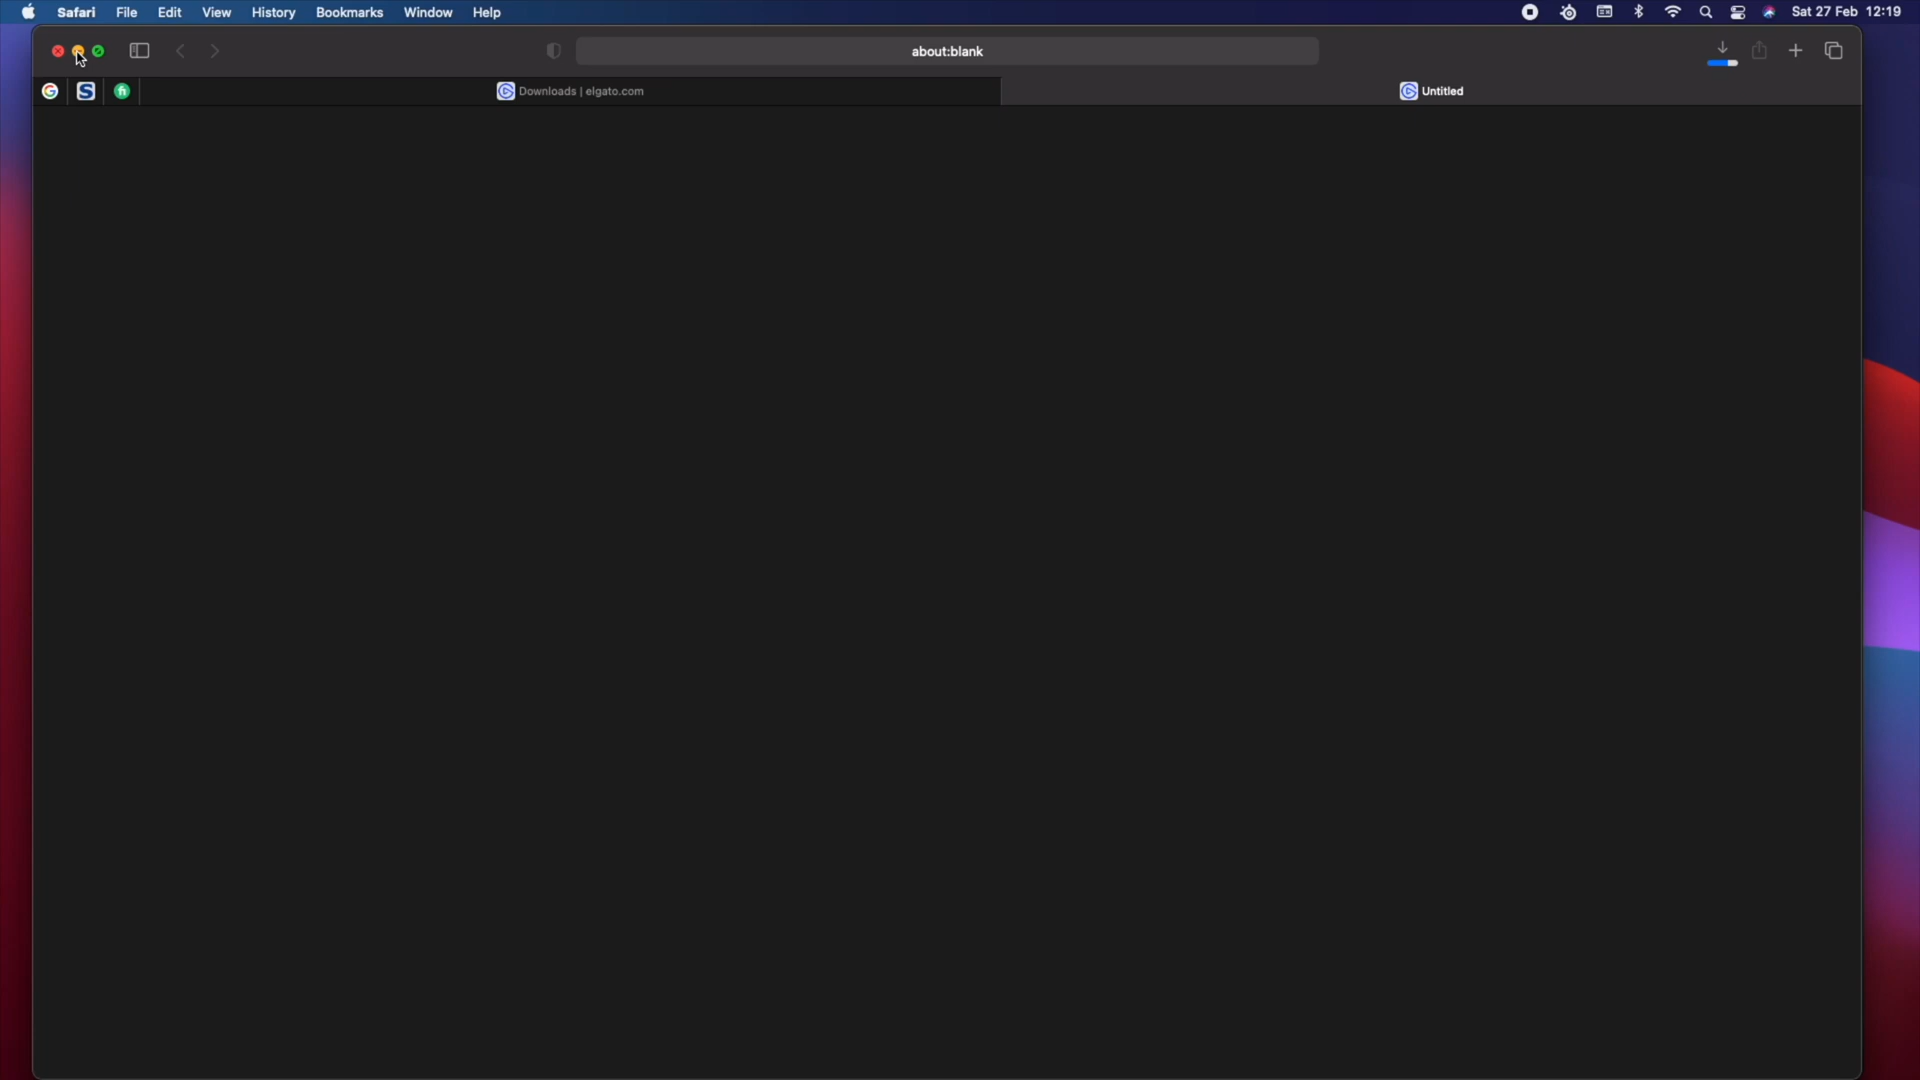 Safari File Edit View History Bookmarks Window Help Sat 27 Feb 12:19
about:blank
G S fi Downloads | elgato.com Untitled